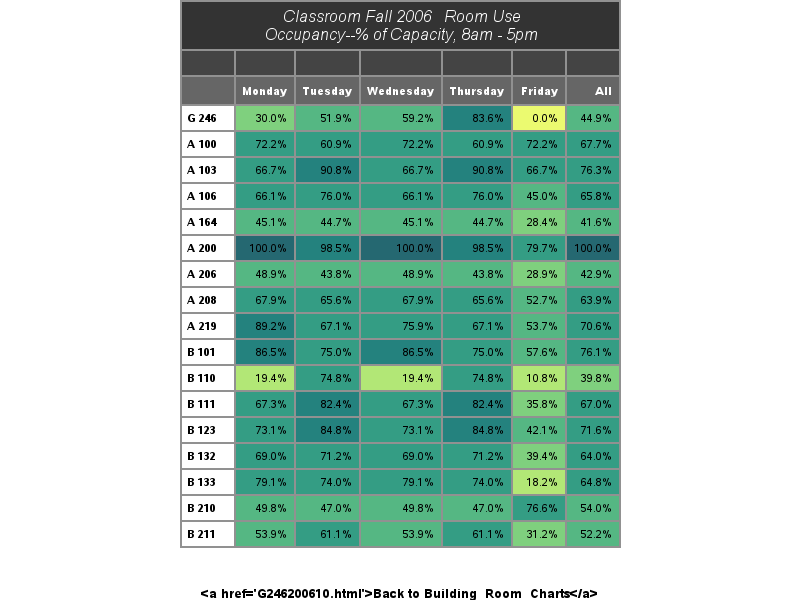 Classroom Fall 2006 Room Use
Occupancy--% of Capacity, 8am - 5pm
Monday Tuesday Wednesday Thursday Friday All
G 246 30.0% 51.9% 59.2% 83.6% 0.0% 44.9%
A 100 72.2% 60.9% 72.2% 60.9% 72.2% 67.7%
A 103 66.7% 90.8% 66.7% 90.8% 66.7% 76.3%
A 106 66.1% 76.0% 66.1% 76.0% 45.0% 65.8%
A 164 45.1% 44.7% 45.1% 44.7% 28.4% 41.6%
A 200 100.0% 98.5% 100.0% 98.5% 79.7% 100.0%
A 206 48.9% 43.8% 48.9% 43.8% 28.9% 42.9%
A 208 67.9% 65.6% 67.9% 65.6% 52.7% 63.9%
A 219 89.2% 67.1% 75.9% 67.1% 53.7% 70.6%
B 101 86.5% 75.0% 86.5% 75.0% 57.6% 76.1%
B 110 19.4% 74.8% 19.4% 74.8% 10.8% 39.8%
B 111 67.3% 82.4% 67.3% 82.4% 35.8% 67.0%
B 123 73.1% 84.8% 73.1% 84.8% 42.1% 71.6%
B 132 69.0% 71.2% 69.0% 71.2% 39.4% 64.0%
B 133 79.1% 74.0% 79.1% 74.0% 18.2% 64.8%
B 210 49.8% 47.0% 49.8% 47.0% 76.6% 54.0%
B 211 53.9% 61.1% 53.9% 61.1% 31.2% 52.2%
<a href='G246200610.html'>Back to Building Room Charts</a>